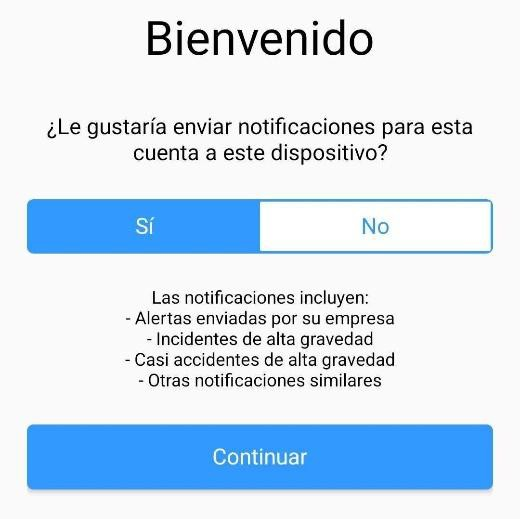 Bienvenido
¿Le gustaría enviar notificaciones para esta
cuenta a este dispositivo?
Sí
No
Las notificaciones incluyen:
- Alertas enviadas por su empresa
- Incidentes de alta gravedad
- Casi accidentes de alta gravedad
- Otras notificaciones similares
Continuar